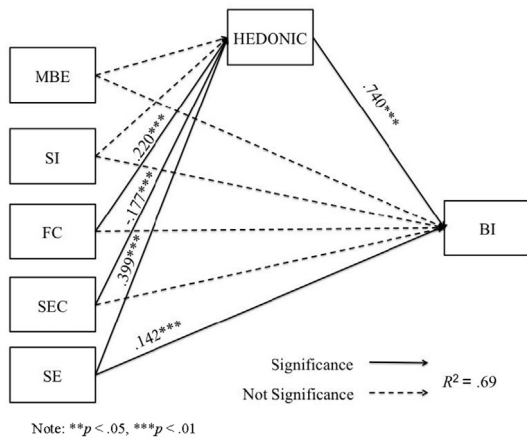 HEDONIC
MBE
.740***
SI
.220***
-.177***
FC
BI
.399***
SEC
.142***
SE
Significance
R² = .69
Not Significance
Note: **p < .05, ***p < .01